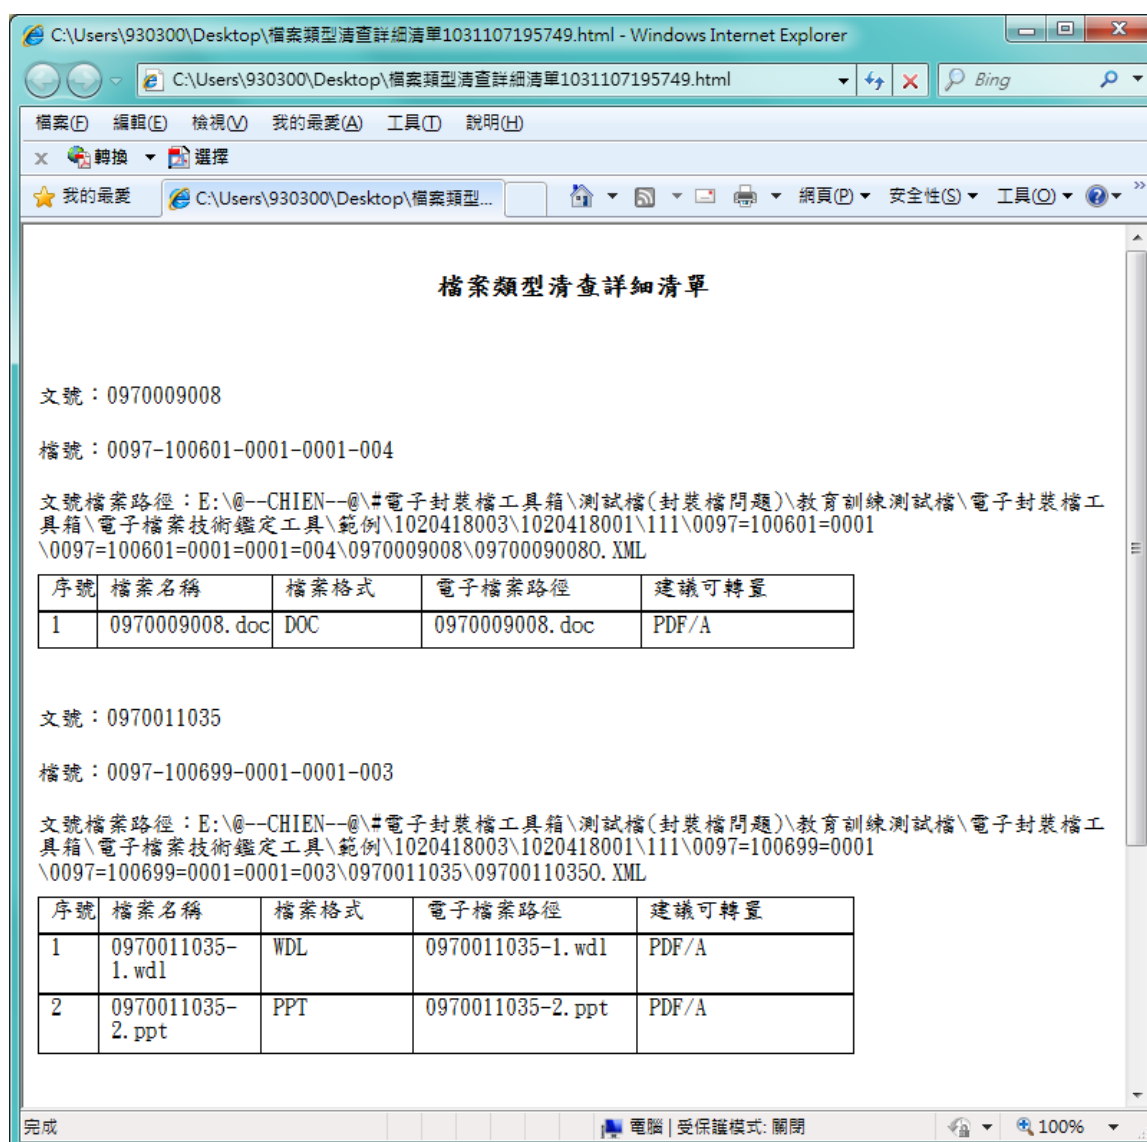 C:\Users\930300\Desktop\檔案類型清查詳細清單1031107195749.html - Windows Internet Explorer
C:\Users\930300\Desktop\檔案類型清查詳細清單1031107195749.html
Bing
檔案(F) 編輯(E) 檢視(V) 我的最愛(A) 工具(T) 說明(H)
x 轉換 選擇
我的最愛 C:\Users\930300\Desktop\檔案類型... 網頁(P) 安全性(S) 工具(O)
檔案類型清查詳細清單
文號：0970009008
檔號：0097-100601-0001-0001-004
文號檔案路徑：E:\@--CHIEN--@\#電子封裝檔工具箱\測試檔(封裝檔問題)\教育訓練測試檔\電子封裝檔工
具箱\電子檔案技術鑑定工具\範例\1020418003\1020418001\111\0097=100601=0001
\0097=100601=0001=0001=004\0970009008\0970009008O.XML
序號 檔案名稱 檔案格式 電子檔案路徑 建議可轉置
1 0970009008.doc DOC 0970009008.doc PDF/A
文號：0970011035
檔號：0097-100699-0001-0001-003
文號檔案路徑：E:\@--CHIEN--@\#電子封裝檔工具箱\測試檔(封裝檔問題)\教育訓練測試檔\電子封裝檔工
具箱\電子檔案技術鑑定工具\範例\1020418003\1020418001\111\0097=100699=0001
\0097=100699=0001=0001=003\0970011035\0970011035O.XML
序號 檔案名稱 檔案格式 電子檔案路徑 建議可轉置
1 0970011035- WDL 0970011035-1.wdl PDF/A
1.wdl
2 0970011035- PPT 0970011035-2.ppt PDF/A
2.ppt
完成 電腦 | 受保護模式: 關閉 100%